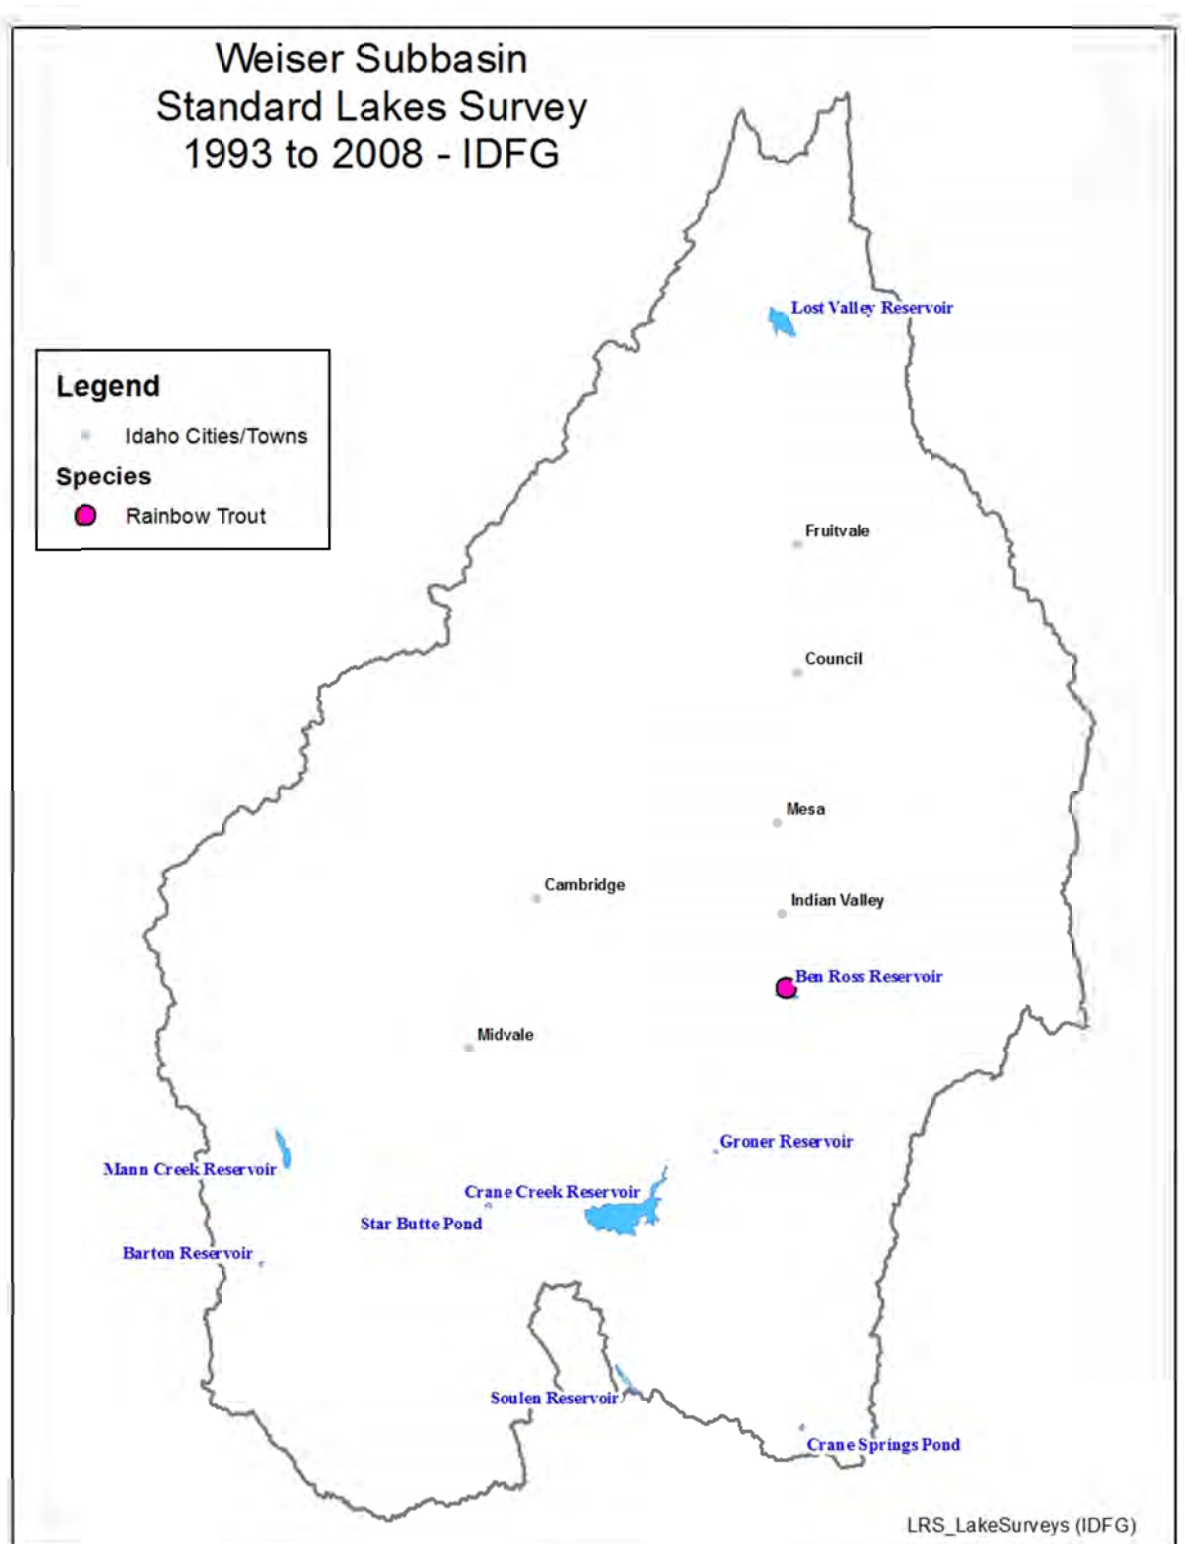 Weiser Subbasin
Standard Lakes Survey
1993 to 2008 - IDFG
Lost Valley Reservoir
Legend
Idaho Cities/Towns
Species
Rainbow Trout
Fruitvale
Council
Mesa
Cambridge
Indian Valley
Ben Ross Reservoir
Midvale
Groner Reservoir
Mann Creek Reservoir
Crane Creek Reservoir
Star Butte Pond
Barton Reservoir
Soulen Reservoir
Crane Springs Pond
LRS_LakeSurveys (IDFG)